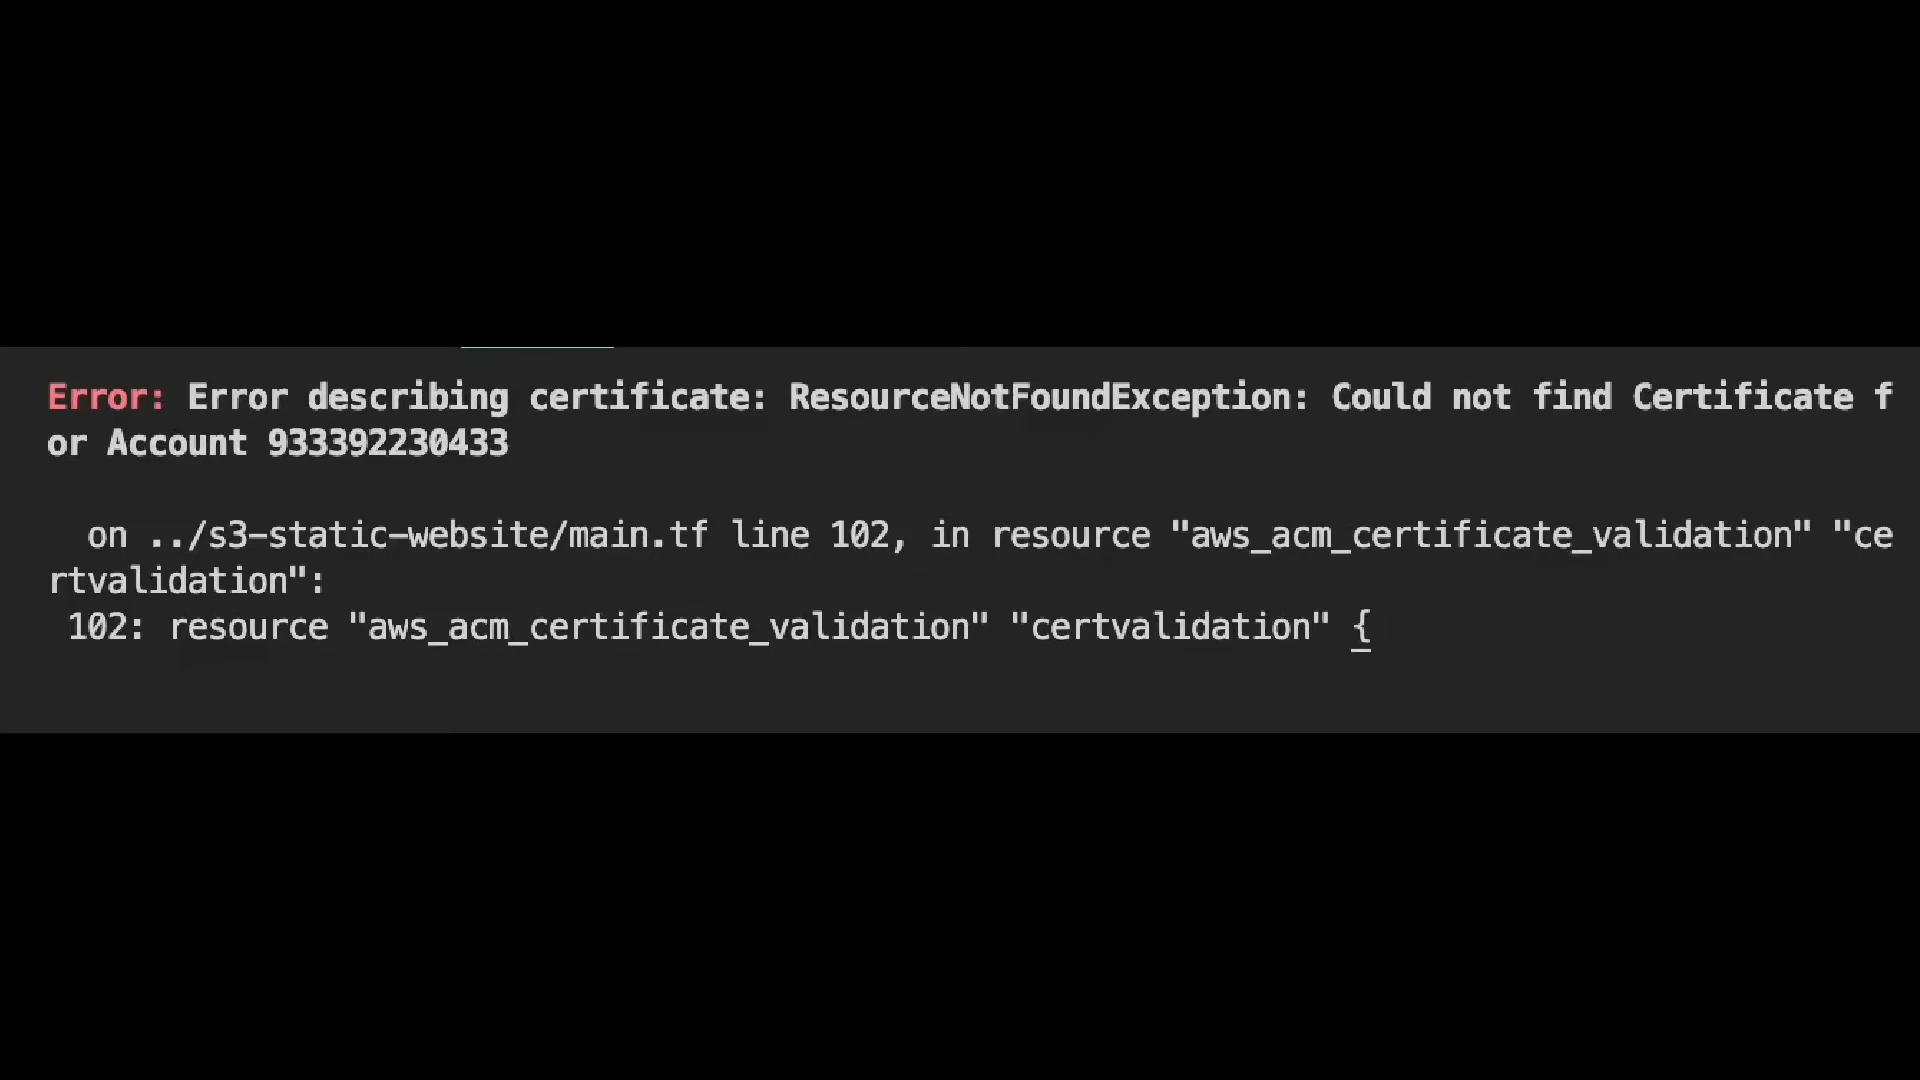 Error: Error describing certificate: ResourceNotFoundException: Could not find Certificate f
or Account 933392230433
on ../s3-static-website/main.tf line 102, in resource "aws_acm_certificate_validation" "ce
rtvalidation":
102: resource "aws_acm_certificate_validation" "certvalidation" {